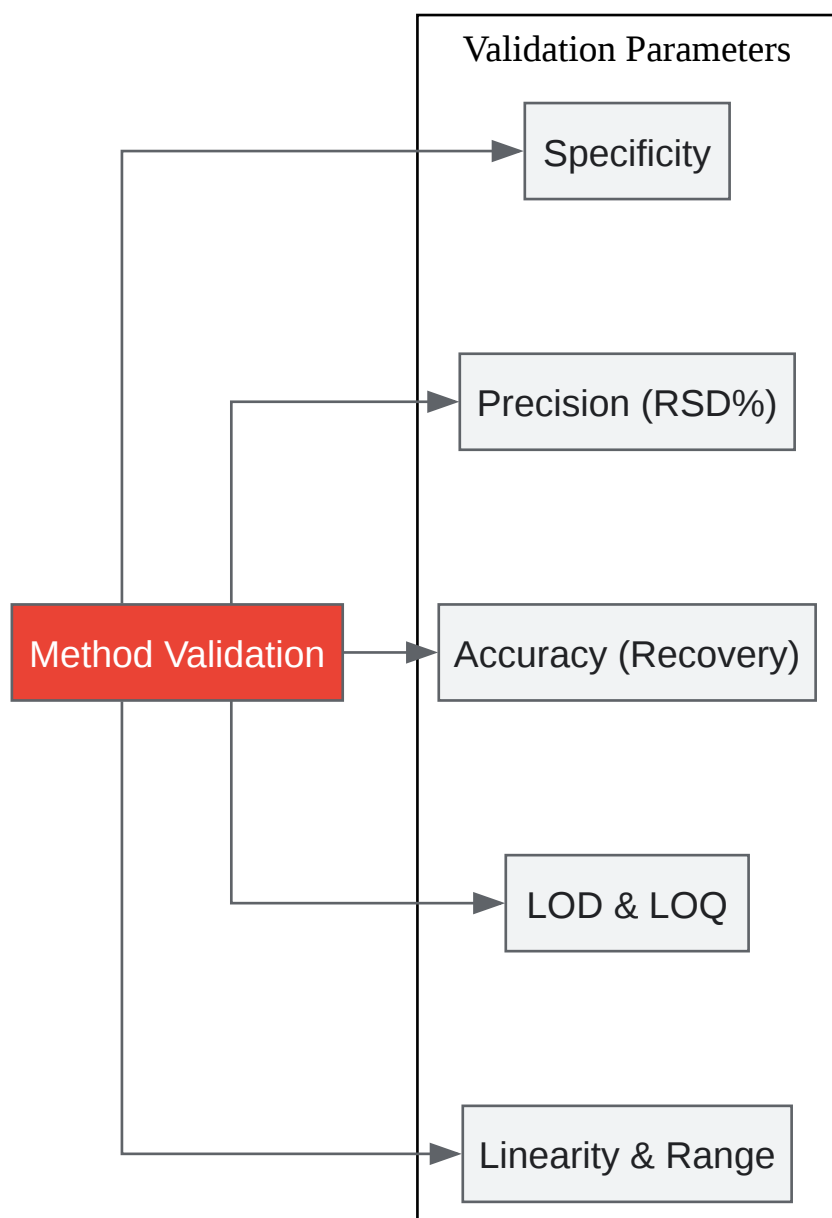 Validation Parameters
Specificity
Precision (RSD%)
Method Validation
Accuracy (Recovery)
LOD & LOQ
Linearity & Range